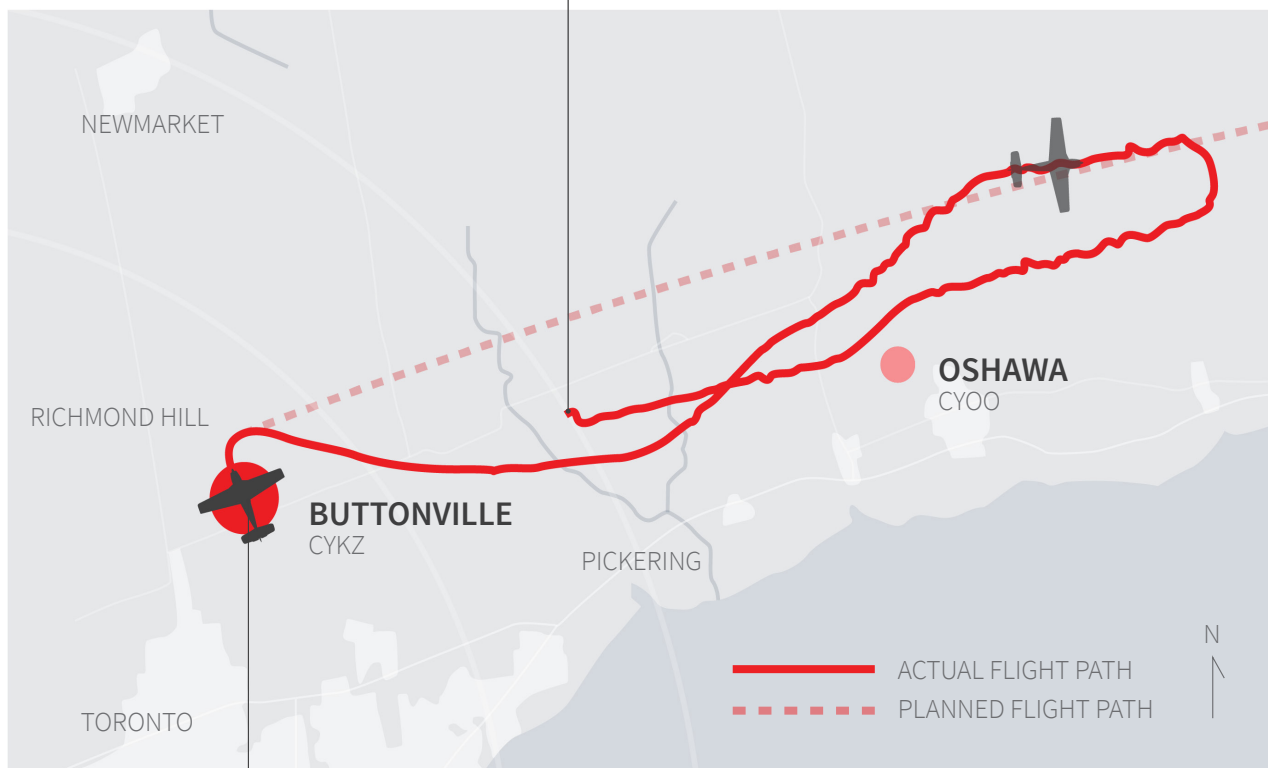 NEWMARKET
RICHMOND HILL
OSHAWA
CYOO
BUTTONVILLE
CYKZ
PICKERING
TORONTO
N
ACTUAL FLIGHT PATH
PLANNED FLIGHT PATH